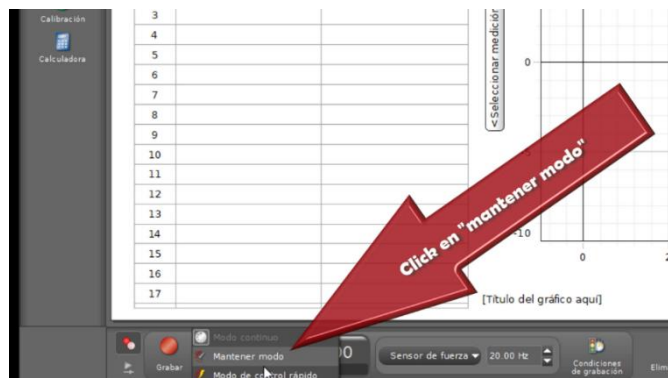 Calibración
Calculadora
3
4
5
6
7
8
9
10
11
12
13
14
15
16
17
<Seleccionar medición
0
-10
0
2
[Título del gráfico aquí]
Click en "mantener modo"
Modo continuo
Mantener modo
Modo de control rápido
Grabar
00
Sensor de fuerza
20.00 Hz
Condiciones
de grabación
Elim